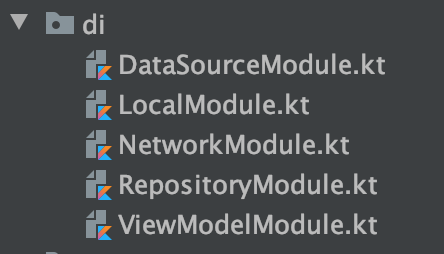 di
DataSourceModule.kt
LocalModule.kt
NetworkModule.kt
RepositoryModule.kt
ViewModelModule.kt